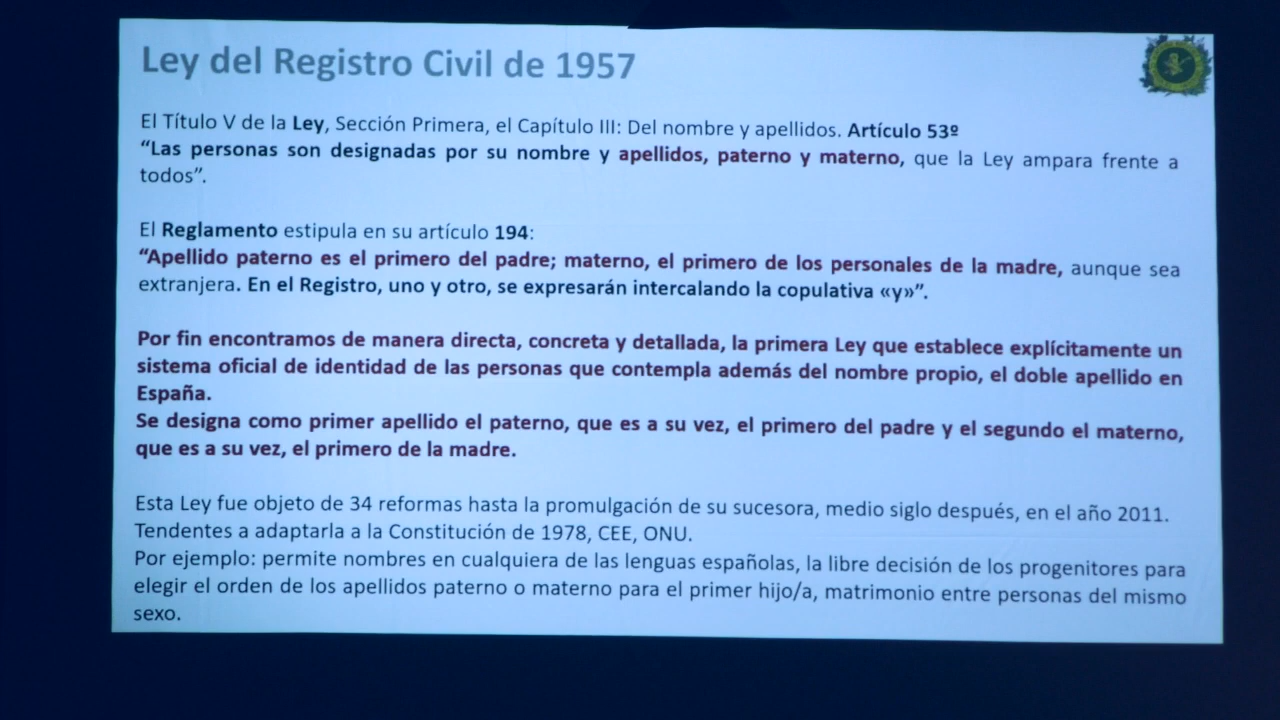 Ley del Registro Civil de 1957
El Título V de la Ley, Sección Primera, el Capítulo III: Del nombre y apellidos. Artículo 53º
“Las personas son designadas por su nombre y apellidos, paterno y materno, que la Ley ampara frente a
todos”.
El Reglamento estipula en su artículo 194:
“Apellido paterno es el primero del padre; materno, el primero de los personales de la madre, aunque sea
extranjera. En el Registro, uno y otro, se expresarán intercalando la copulativa «y»”.
Por fin encontramos de manera directa, concreta y detallada, la primera Ley que establece explícitamente un
sistema oficial de identidad de las personas que contempla además del nombre propio, el doble apellido en
España.
Se designa como primer apellido el paterno, que es a su vez, el primero del padre y el segundo el materno,
que es a su vez, el primero de la madre.
Esta Ley fue objeto de 34 reformas hasta la promulgación de su sucesora, medio siglo después, en el año 2011.
Tendentes a adaptarla a la Constitución de 1978, CEE, ONU.
Por ejemplo: permite nombres en cualquiera de las lenguas españolas, la libre decisión de los progenitores para
elegir el orden de los apellidos paterno o materno para el primer hijo/a, matrimonio entre personas del mismo
sexo.